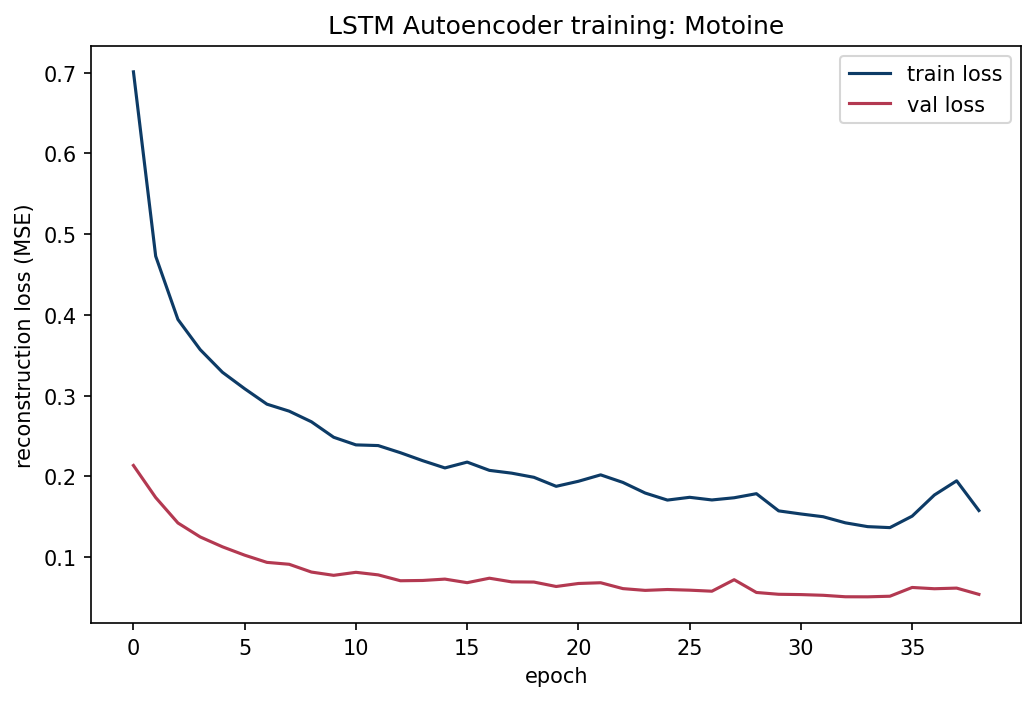 LSTM Autoencoder training: Motoine
train loss
val loss
reconstruction loss (MSE)
0.7
0.6
0.5
0.4
0.3
0.2
0.1
0 5 10 15 20 25 30 35
epoch